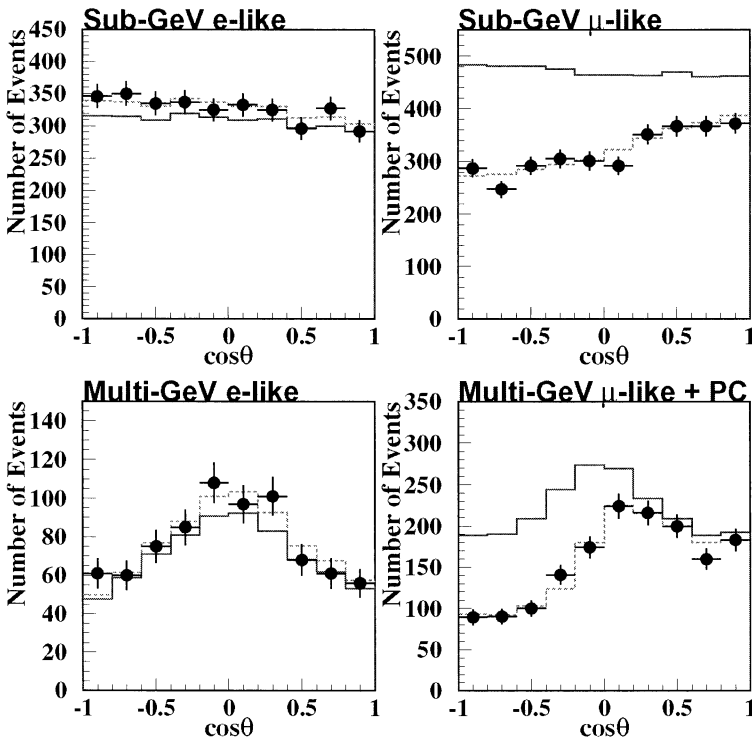 Sub-GeV e-like
Number of Events
450
400
350
300
250
200
150
100
50
0
-1 -0.5 0 0.5 1
cosθ
Sub-GeV μ-like
Number of Events
500
400
300
200
100
0
-1 -0.5 0 0.5 1
cosθ
Multi-GeV e-like
Number of Events
140
120
100
80
60
40
20
0
-1 -0.5 0 0.5 1
cosθ
Multi-GeV μ-like + PC
Number of Events
350
300
250
200
150
100
50
0
-1 -0.5 0 0.5 1
cosθ